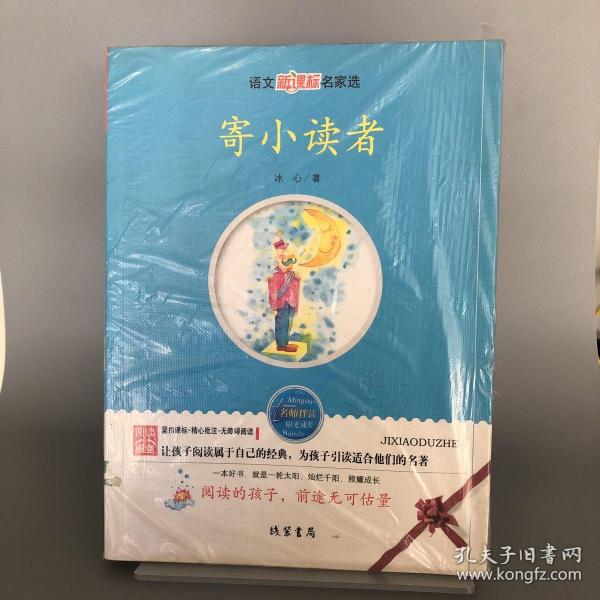 语文新课标名家选
寄小读者
冰 心/著
Mingshi
名师伴读
阳光成长
Bandu
紧扣课标·精心批注·无障碍阅读
JIXIAODUZHE
让孩子阅读属于自己的经典，为孩子引读适合他们的名著
一本好书，就是一轮太阳，灿烂千阳，照耀成长
阅读的孩子，前途无可估量
线装书局
孔夫子旧书网
www.kongfz.com